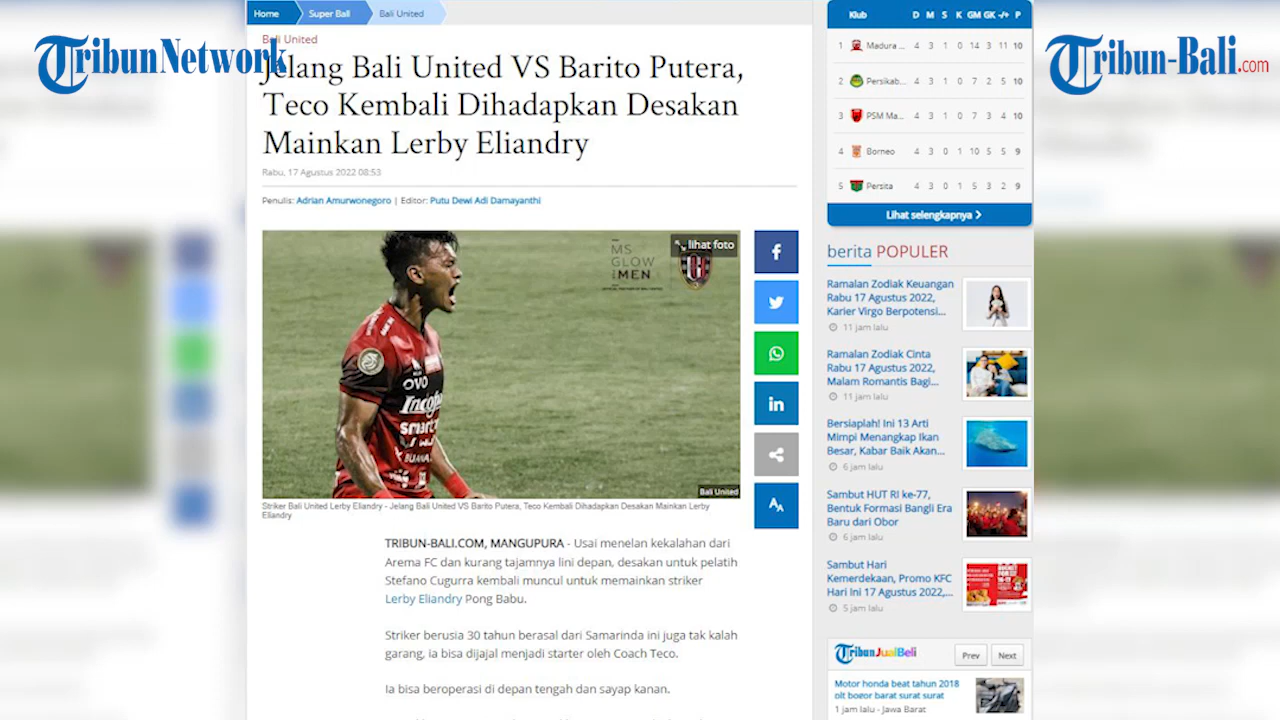 TribunNetwork
Tribun-Bali.com
Home Super Ball Bali United
Bali United
Jelang Bali United VS Barito Putera,
Teco Kembali Dihadapkan Desakan
Mainkan Lerby Eliandry
Rabu, 17 Agustus 2022 08:53
Penulis: Adrian Amurwonegoro | Editor: Putu Dewi Adi Damayanthi
lihat foto
MS
GLOW
MEN
OVO
smart
Bali United
Striker Bali United Lerby Eliandry - Jelang Bali United VS Barito Putera, Teco Kembali Dihadapkan Desakan Mainkan Lerby
Eliandry
TRIBUN-BALI.COM, MANGUPURA - Usai menelan kekalahan dari
Arema FC dan kurang tajamnya lini depan, desakan untuk pelatih
Stefano Cugurra kembali muncul untuk memainkan striker
Lerby Eliandry Pong Babu.
Striker berusia 30 tahun berasal dari Samarinda ini juga tak kalah
garang, ia bisa dijajal menjadi starter oleh Coach Teco.
Ia bisa beroperasi di depan tengah dan sayap kanan.
Klub D M S K GM GK -/+ P
1 Madura ... 4 3 1 0 14 3 11 10
2 Persikab... 4 3 1 0 7 2 5 10
3 PSM Ma... 4 3 1 0 7 3 4 10
4 Borneo 4 3 0 1 10 5 5 9
5 Persita 4 3 0 1 5 3 2 9
Lihat selengkapnya
berita POPULER
Ramalan Zodiak Keuangan
Rabu 17 Agustus 2022,
Karier Virgo Berpotensi...
11 jam lalu
Ramalan Zodiak Cinta
Rabu 17 Agustus 2022,
Malam Romantis Bagi...
11 jam lalu
Bersiaplah! Ini 13 Arti
Mimpi Menangkap Ikan
Besar, Kabar Baik Akan...
6 jam lalu
Sambut HUT RI ke-77,
Bentuk Formasi Bangli Era
Baru dari Obor
6 jam lalu
Sambut Hari
Kemerdekaan, Promo KFC
Hari Ini 17 Agustus 2022,...
5 jam lalu
TribunJualBeli
Prev Next
Motor honda beat tahun 2018
plt bogor barat surat surat
1 jam lalu - Jawa Barat